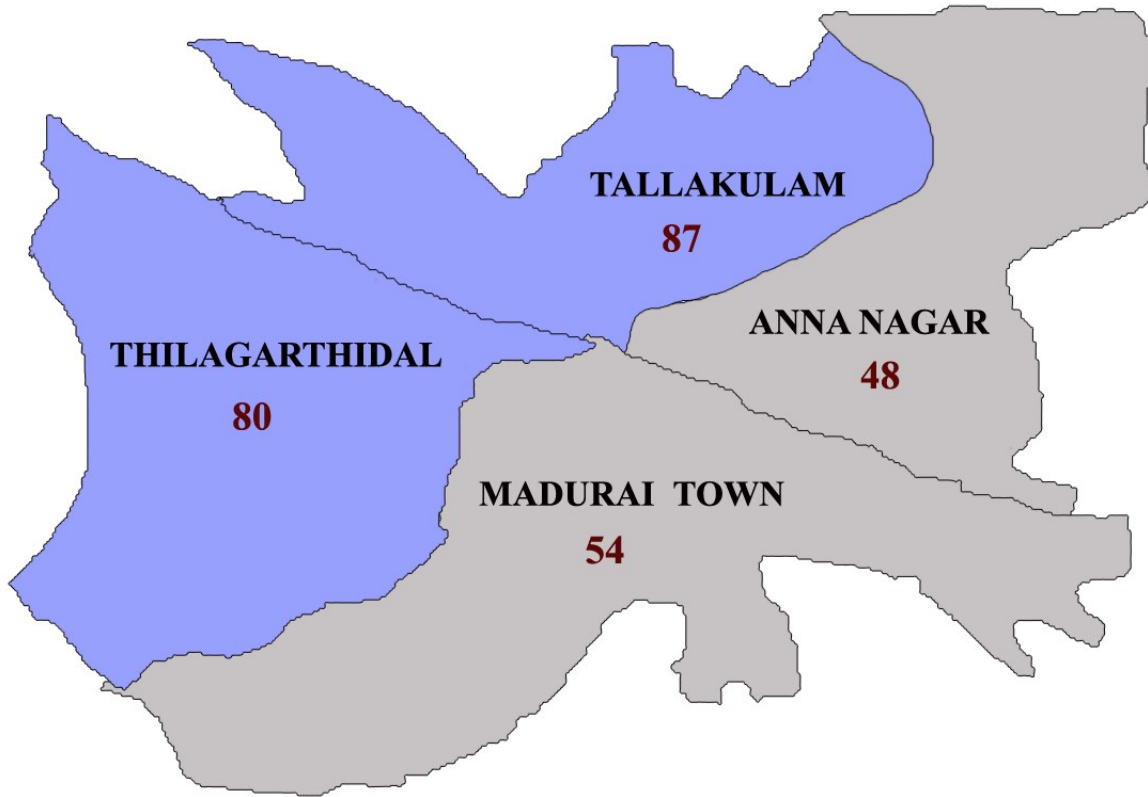 TALLAKULAM
87
ANNA NAGAR
48
THILAGARTHIDAL
80
MADURAI TOWN
54